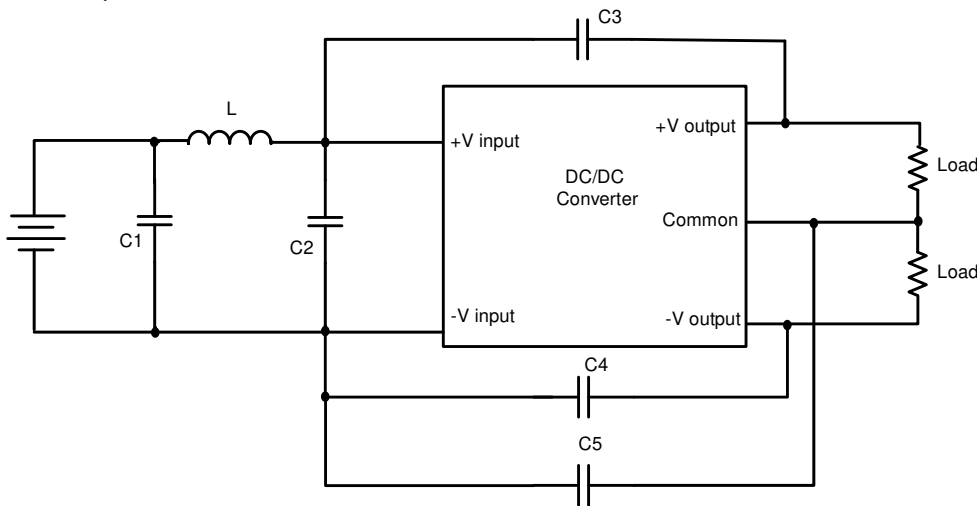 C3
L
+V input
+V output
DC/DC
Converter
Load
C1
C2
Common
Load
-V input
-V output
C4
C5